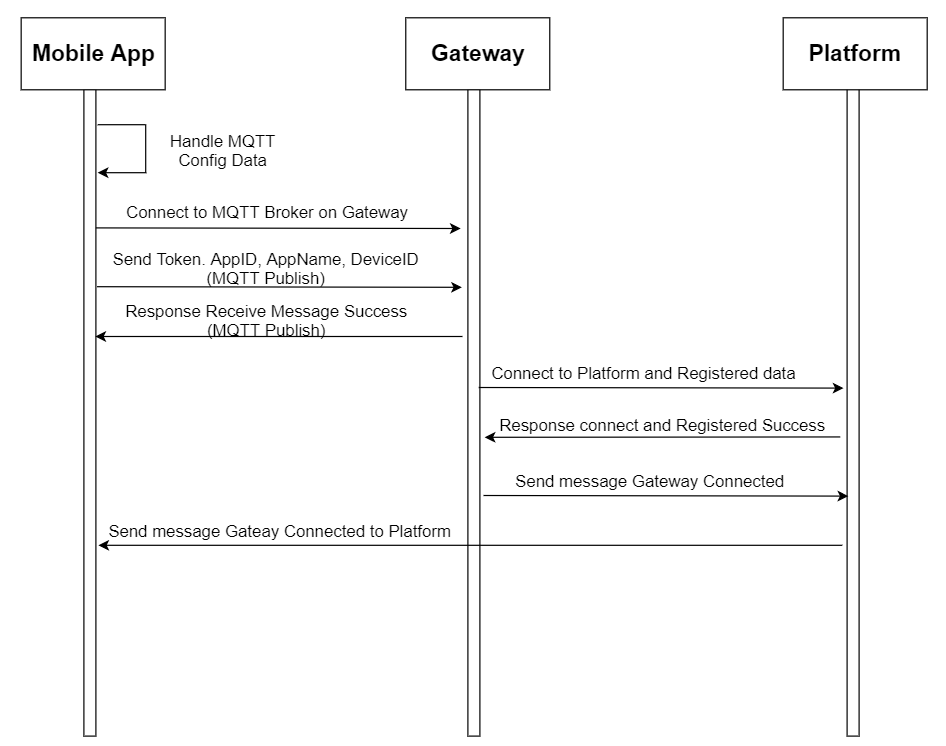 Mobile App
Gateway
Platform
Handle MQTT
Config Data
Connect to MQTT Broker on Gateway
Send Token. AppID, AppName, DeviceID
(MQTT Publish)
Response Receive Message Success
(MQTT Publish)
Connect to Platform and Registered data
Response connect and Registered Success
Send message Gateway Connected
Send message Gateay Connected to Platform